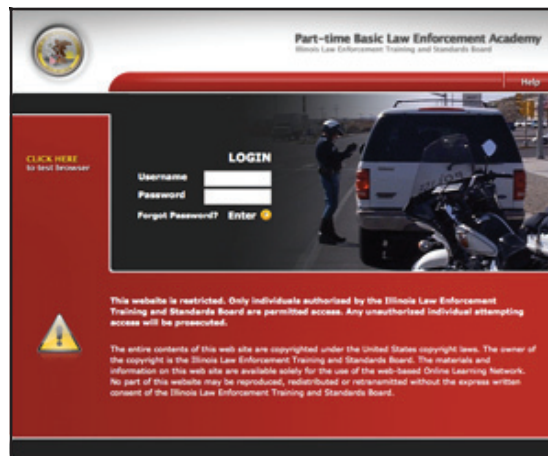 Part-time Basic Law Enforcement Academy
Illinois Law Enforcement Training and Standards Board
Help
CLICK HERE
to test browser
LOGIN
Username
Password
Forgot Password? Enter
This website is restricted. Only individuals authorized by the Illinois Law Enforcement
Training and Standards Board are permitted access. Any unauthorized individual attempting
access will be prosecuted.
The entire contents of this web site are copyrighted under the United States copyright laws. The owner of
the copyright is the Illinois Law Enforcement Training and Standards Board. The materials and
information on this web site are available solely for the use of the web-based Online Learning Network.
No part of this website may be reproduced, redistributed or retransmitted without the express written
consent of the Illinois Law Enforcement Training and Standards Board.